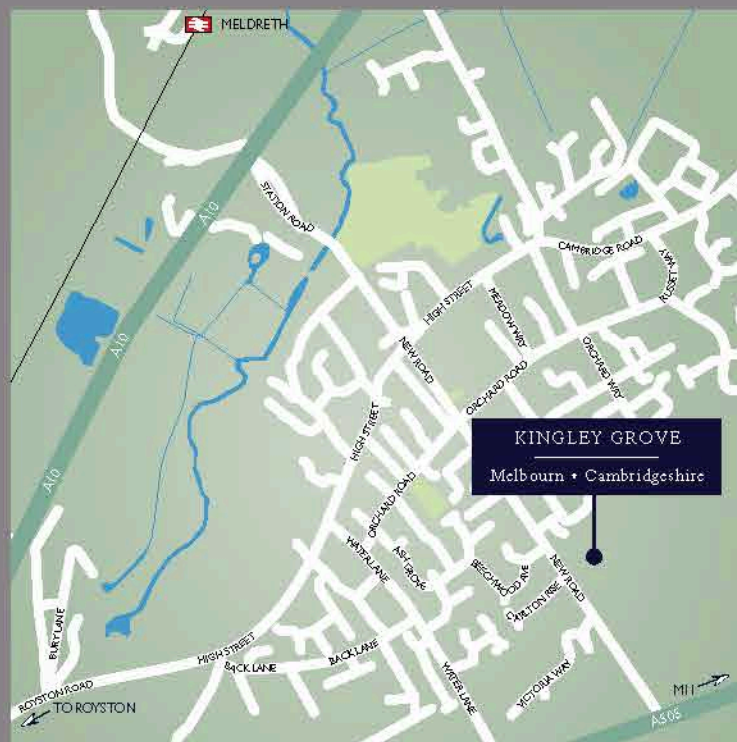 MELDRETH
A10
STATION ROAD
CAMBRIDGE ROAD
RUSSET WAY
A10
HIGH STREET
MEADOW WAY
NEW ROAD
ORCHARD ROAD
ORCHARD WAY
HIGH STREET
KINGLEY GROVE
Melbourn • Cambridgeshire
A10
ORCHARD ROAD
WATER LANE
ASH GROVE
BEECHWOOD AVE
CARLTON RISE
NEW ROAD
BURY LANE
HIGH STREET
BACK LANE
BACK LANE
WATER LANE
VICTORIA WAY
ROYSTON ROAD
TO ROYSTON
M11
A505